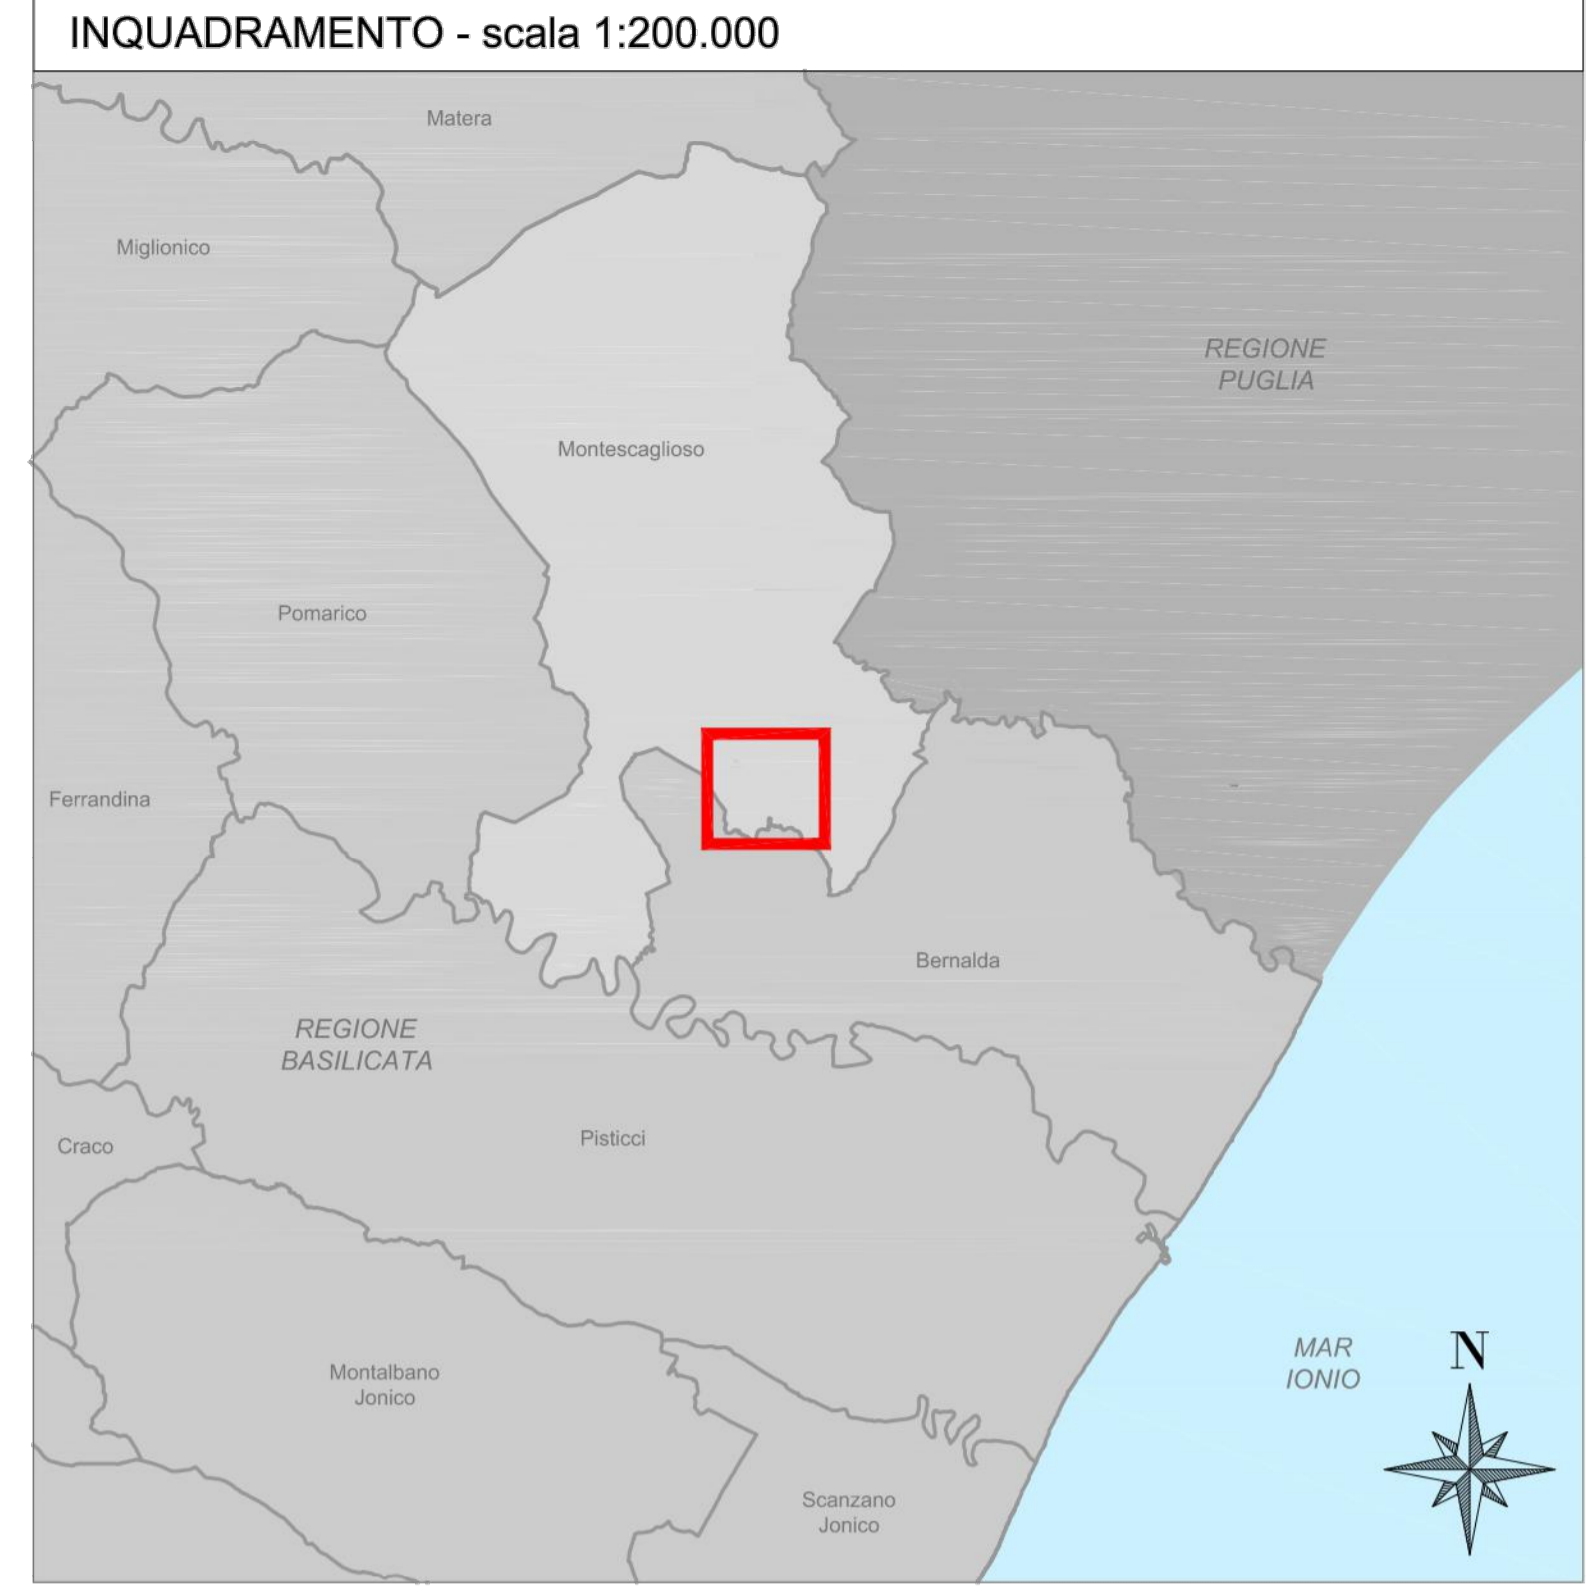 INQUADRAMENTO - scala 1:200.000
Matera
Miglionico
REGIONE
PUGLIA
Montescaglioso
Pomarico
Ferrandina
Bernalda
REGIONE
BASILICATA
Craco
Pisticci
MAR
IONIO
N
Montalbano
Jonico
Scanzano
Jonico